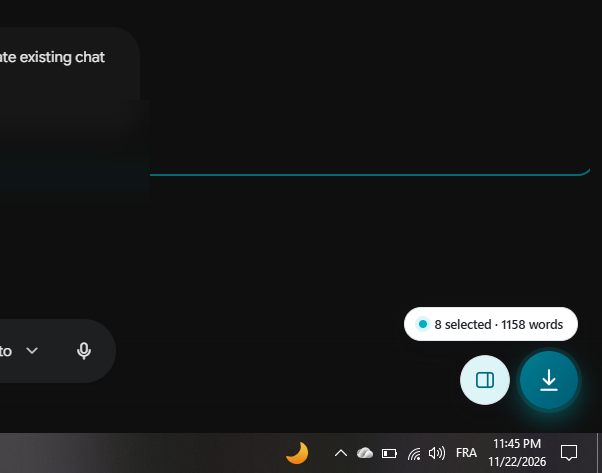 ate existing chat
8 selected · 1158 words
to
FRA
11:45 PM
11/22/2026